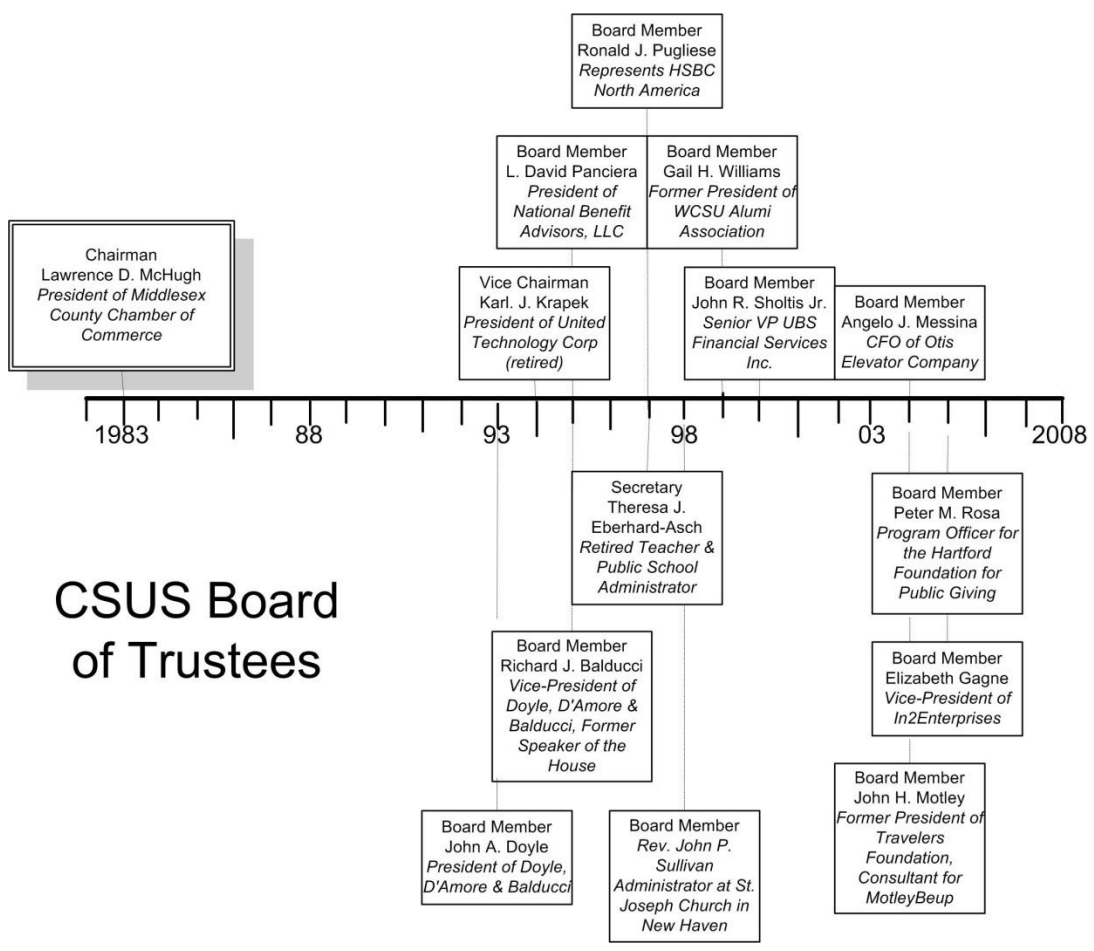 Board Member
Ronald J. Pugliese
Represents HSBC
North America
Board Member
L. David Panciera
President of
National Benefit
Advisors, LLC
Board Member
Gail H. Williams
Former President of
WCSU Alumi
Association
Chairman
Lawrence D. McHugh
President of Middlesex
County Chamber of
Commerce
Vice Chairman
Karl. J. Krapek
President of United
Technology Corp
(retired)
Board Member
John R. Sholtis Jr.
Senior VP UBS
Financial Services
Inc.
Board Member
Angelo J. Messina
CFO of Otis
Elevator Company
1983 88 93 98 03 2008
Secretary
Theresa J.
Eberhard-Asch
Retired Teacher &
Public School
Administrator
Board Member
Peter M. Rosa
Program Officer for
the Hartford
Foundation for
Public Giving
CSUS Board
of Trustees
Board Member
Richard J. Balducci
Vice-President of
Doyle, D'Amore &
Balducci, Former
Speaker of the
House
Board Member
Elizabeth Gagne
Vice-President of
In2Enterprises
Board Member
John A. Doyle
President of Doyle,
D'Amore & Balducci
Board Member
Rev. John P.
Sullivan
Administrator at St.
Joseph Church in
New Haven
Board Member
John H. Motley
Former President of
Travelers
Foundation,
Consultant for
MotleyBeup